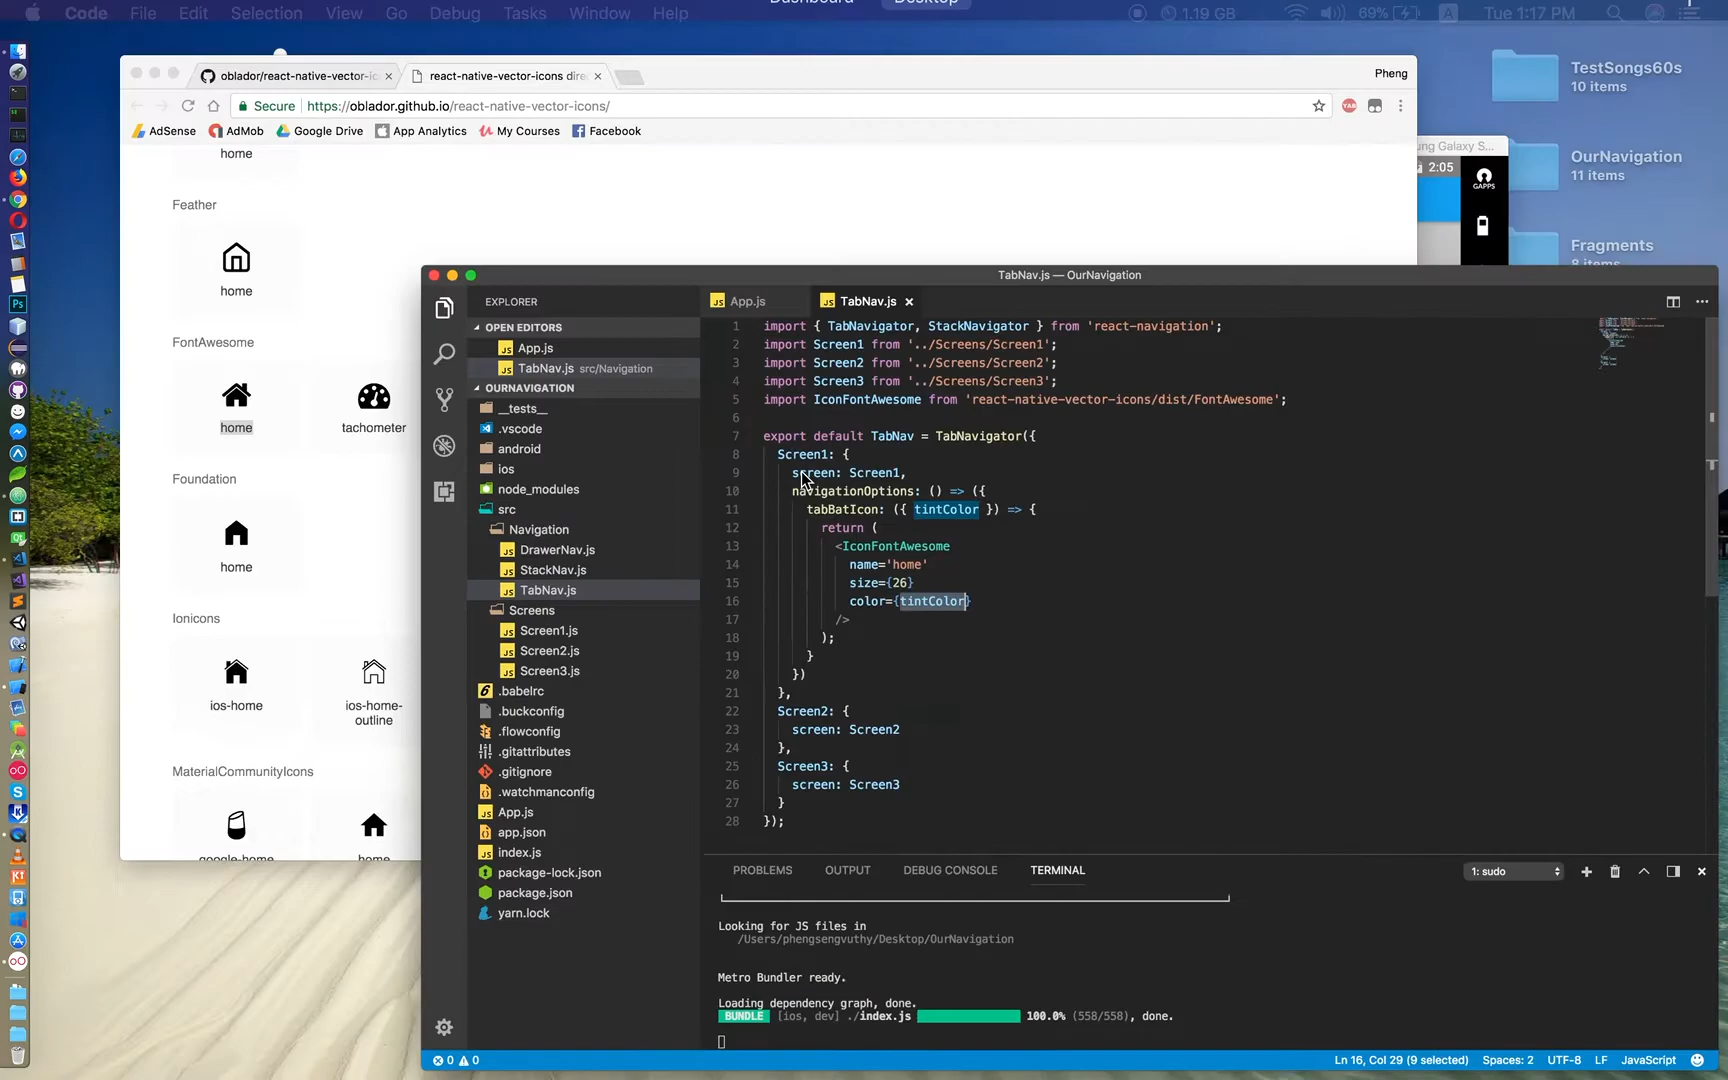 Code File Edit Selection View Go Debug Tasks Window Help
Dashboard Desktop
1.19 GB 69% A Tue 1:17 PM
oblador/react-native-vector-ic
react-native-vector-icons dire
Pheng
Secure https://oblador.github.io/react-native-vector-icons/
AdSense AdMob Google Drive App Analytics My Courses Facebook
home
Feather
home
FontAwesome
home tachometer
Foundation
home
Ionicons
ios-home ios-home-
outline
MaterialCommunityIcons
google-home home
TestSongs60s
10 items
OurNavigation
11 items
Fragments
8 items
ung Galaxy S...
2:05
GAPPS
TabNav.js — OurNavigation
EXPLORER
OPEN EDITORS
App.js
TabNav.js src/Navigation
OURNAVIGATION
__tests__
.vscode
android
ios
node_modules
src
Navigation
DrawerNav.js
StackNav.js
TabNav.js
Screens
Screen1.js
Screen2.js
Screen3.js
.babelrc
.buckconfig
.flowconfig
.gitattributes
.gitignore
.watchmanconfig
App.js
app.json
index.js
package-lock.json
package.json
yarn.lock
App.js TabNav.js
1 import { TabNavigator, StackNavigator } from 'react-navigation';
2 import Screen1 from '../Screens/Screen1';
3 import Screen2 from '../Screens/Screen2';
4 import Screen3 from '../Screens/Screen3';
5 import IconFontAwesome from 'react-native-vector-icons/dist/FontAwesome';
6
7 export default TabNav = TabNavigator({
8 Screen1: {
9 screen: Screen1,
10 navigationOptions: () => ({
11 tabBatIcon: ({ tintColor }) => {
12 return (
13 <IconFontAwesome
14 name='home'
15 size={26}
16 color={tintColor}
17 />
18 );
19 }
20 })
21 },
22 Screen2: {
23 screen: Screen2
24 },
25 Screen3: {
26 screen: Screen3
27 }
28 });
PROBLEMS OUTPUT DEBUG CONSOLE TERMINAL
1: sudo
Looking for JS files in
/Users/phengsengvuthy/Desktop/OurNavigation
Metro Bundler ready.
Loading dependency graph, done.
BUNDLE [ios, dev] ./index.js 100.0% (558/558), done.
0 0
Ln 16, Col 29 (9 selected) Spaces: 2 UTF-8 LF JavaScript